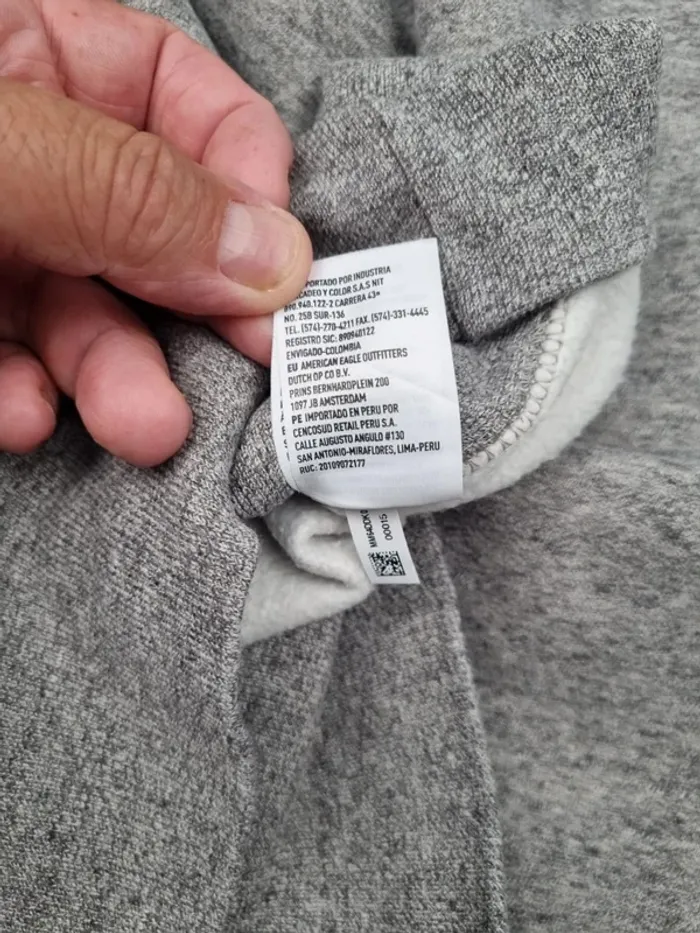 PORTADO POR INDUSTRIA
CADEO Y COLOR S.A.S NIT
890.940.122-2 CARRERA 43ª
NO. 25B SUR-136
TEL. (574)-270-4211 FAX. (574)-331-4445
REGISTRO SIC: 890940122
ENVIGADO-COLOMBIA
EU AMERICAN EAGLE OUTFITTERS
DUTCH OP CO B.V.
PRINS BERNHARDPLEIN 200
1097 JB AMSTERDAM
PE IMPORTADO EN PERU POR
CENCOSUD RETAIL PERU S.A.
CALLE AUGUSTO ANGULO #130
SAN ANTONIO-MIRAFLORES, LIMA-PERU
RUC: 20109072177
00015